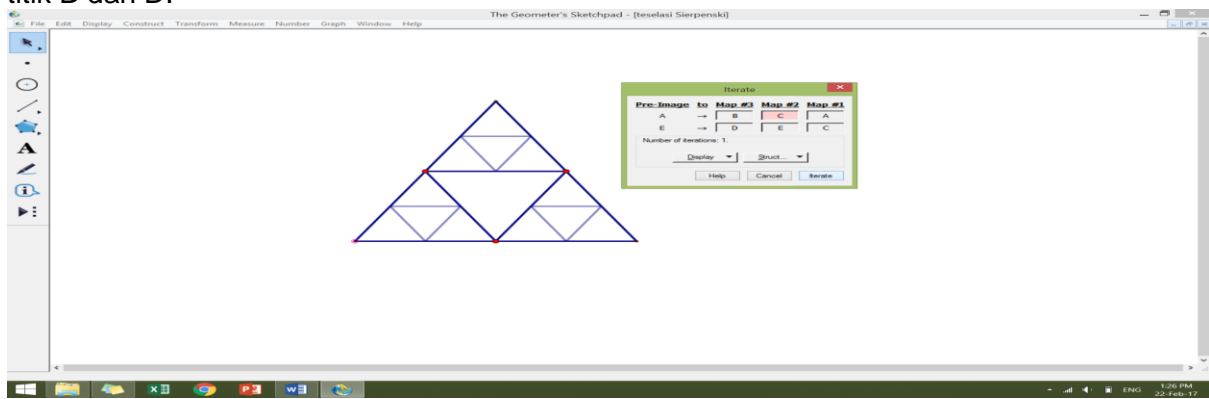 titik B dan D.
The Geometer's Sketchpad - [teselasi Sierpenski]
File Edit Display Construct Transform Measure Number Graph Window Help
A
Iterate
Pre-Image to Map #3 Map #2 Map #1
A → B C A
E → D E C
Number of iterations: 1.
Display Struct...
Help Cancel Iterate
ENG
1:26 PM
22-Feb-17